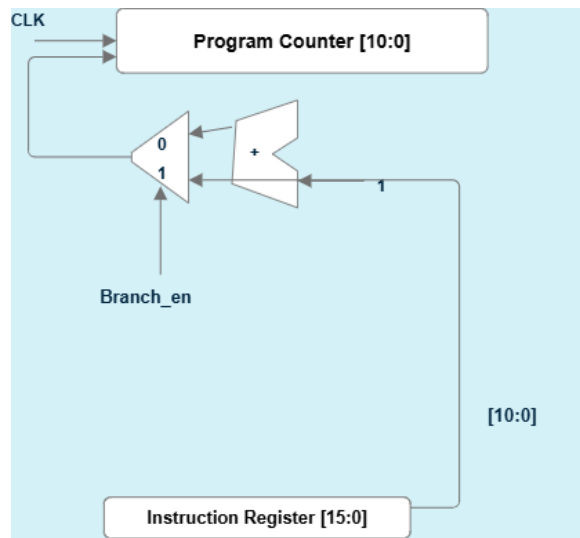 CLK
Program Counter [10:0]
0
+
1
1
Branch_en
[10:0]
Instruction Register [15:0]